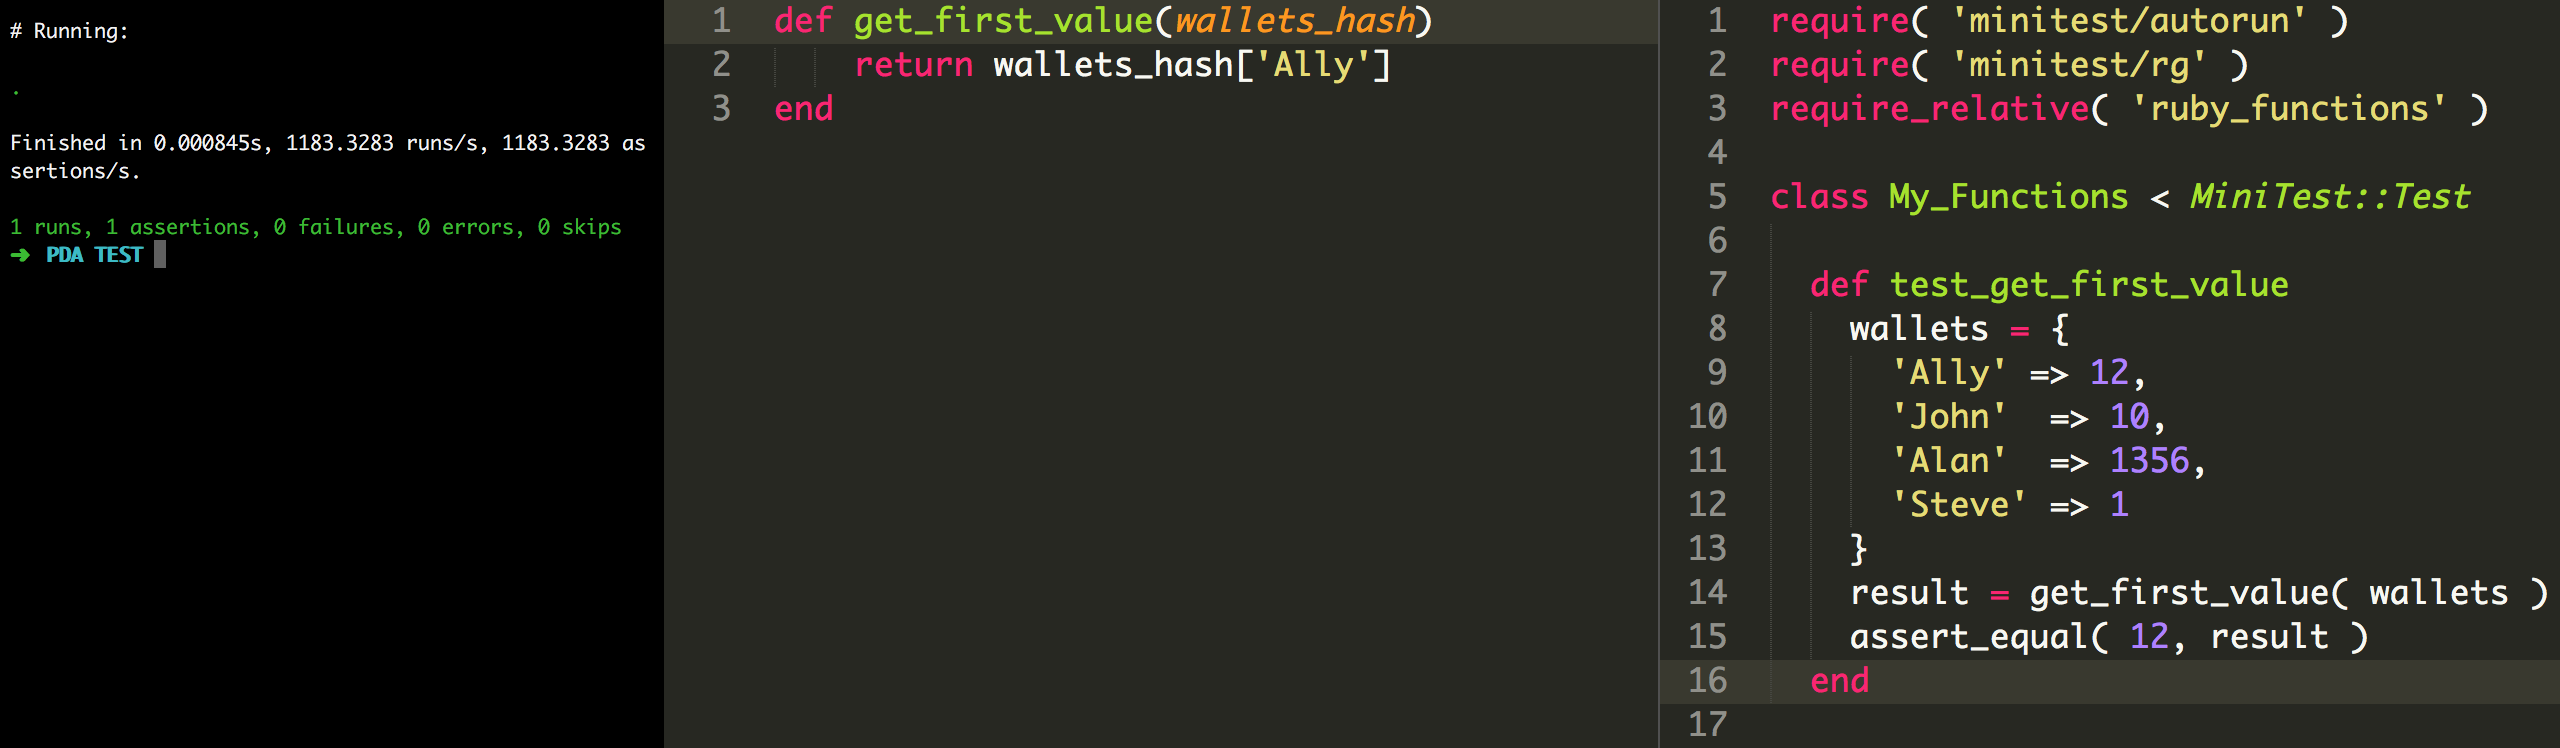 # Running:
.
Finished in 0.000845s, 1183.3283 runs/s, 1183.3283 as
sertions/s.
1 runs, 1 assertions, 0 failures, 0 errors, 0 skips
➜ PDA TEST
1 def get_first_value(wallets_hash)
2     return wallets_hash['Ally']
3 end
1 require( 'minitest/autorun' )
2 require( 'minitest/rg' )
3 require_relative( 'ruby_functions' )
4
5 class My_Functions < MiniTest::Test
6
7   def test_get_first_value
8     wallets = {
9       'Ally' => 12,
10       'John'  => 10,
11       'Alan'  => 1356,
12       'Steve' => 1
13     }
14     result = get_first_value( wallets )
15     assert_equal( 12, result )
16   end
17